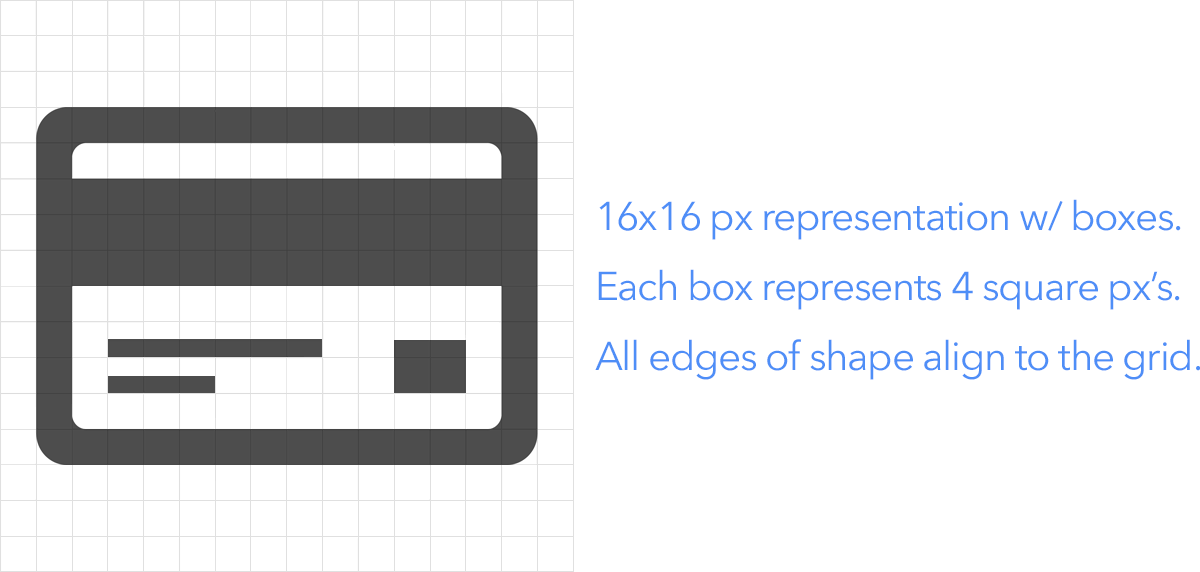 16x16 px representation w/ boxes.
Each box represents 4 square px’s.
All edges of shape align to the grid.